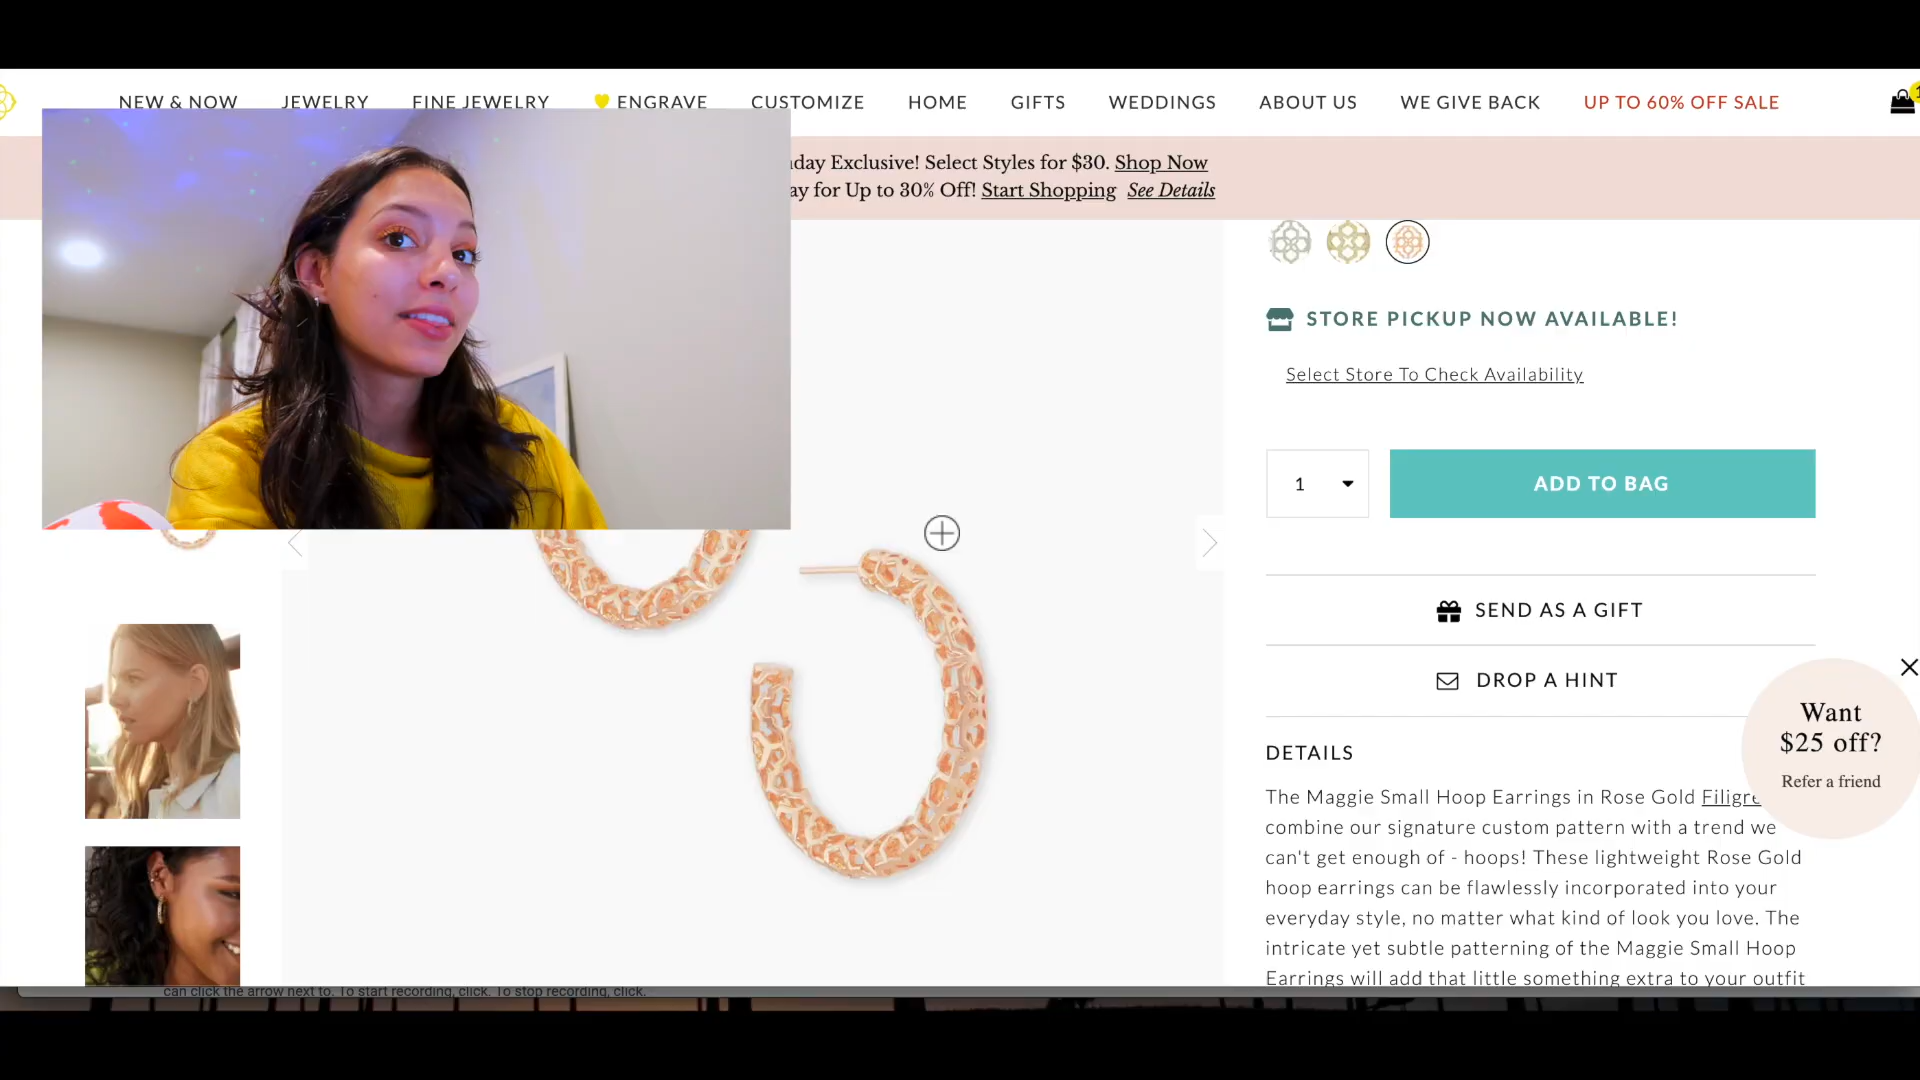 NEW & NOW JEWELRY FINE JEWELRY ENGRAVE CUSTOMIZE HOME GIFTS WEDDINGS ABOUT US WE GIVE BACK UP TO 60% OFF SALE
Exclusive! Select Styles for $30. Shop Now
for Up to 30% Off! Start Shopping See Details
STORE PICKUP NOW AVAILABLE!
Select Store To Check Availability
1 ADD TO BAG
SEND AS A GIFT
DROP A HINT
Want
$25 off?
Refer a friend
DETAILS
The Maggie Small Hoop Earrings in Rose Gold
combine our signature custom pattern with a trend we
can't get enough of - hoops! These lightweight Rose Gold
hoop earrings can be flawlessly incorporated into your
everyday style, no matter what kind of look you love. The
intricate yet subtle patterning of the Maggie Small Hoop
Earrings will add that little something extra to your outfit
can click the arrow next to. To start recording, click. To stop recording, click.